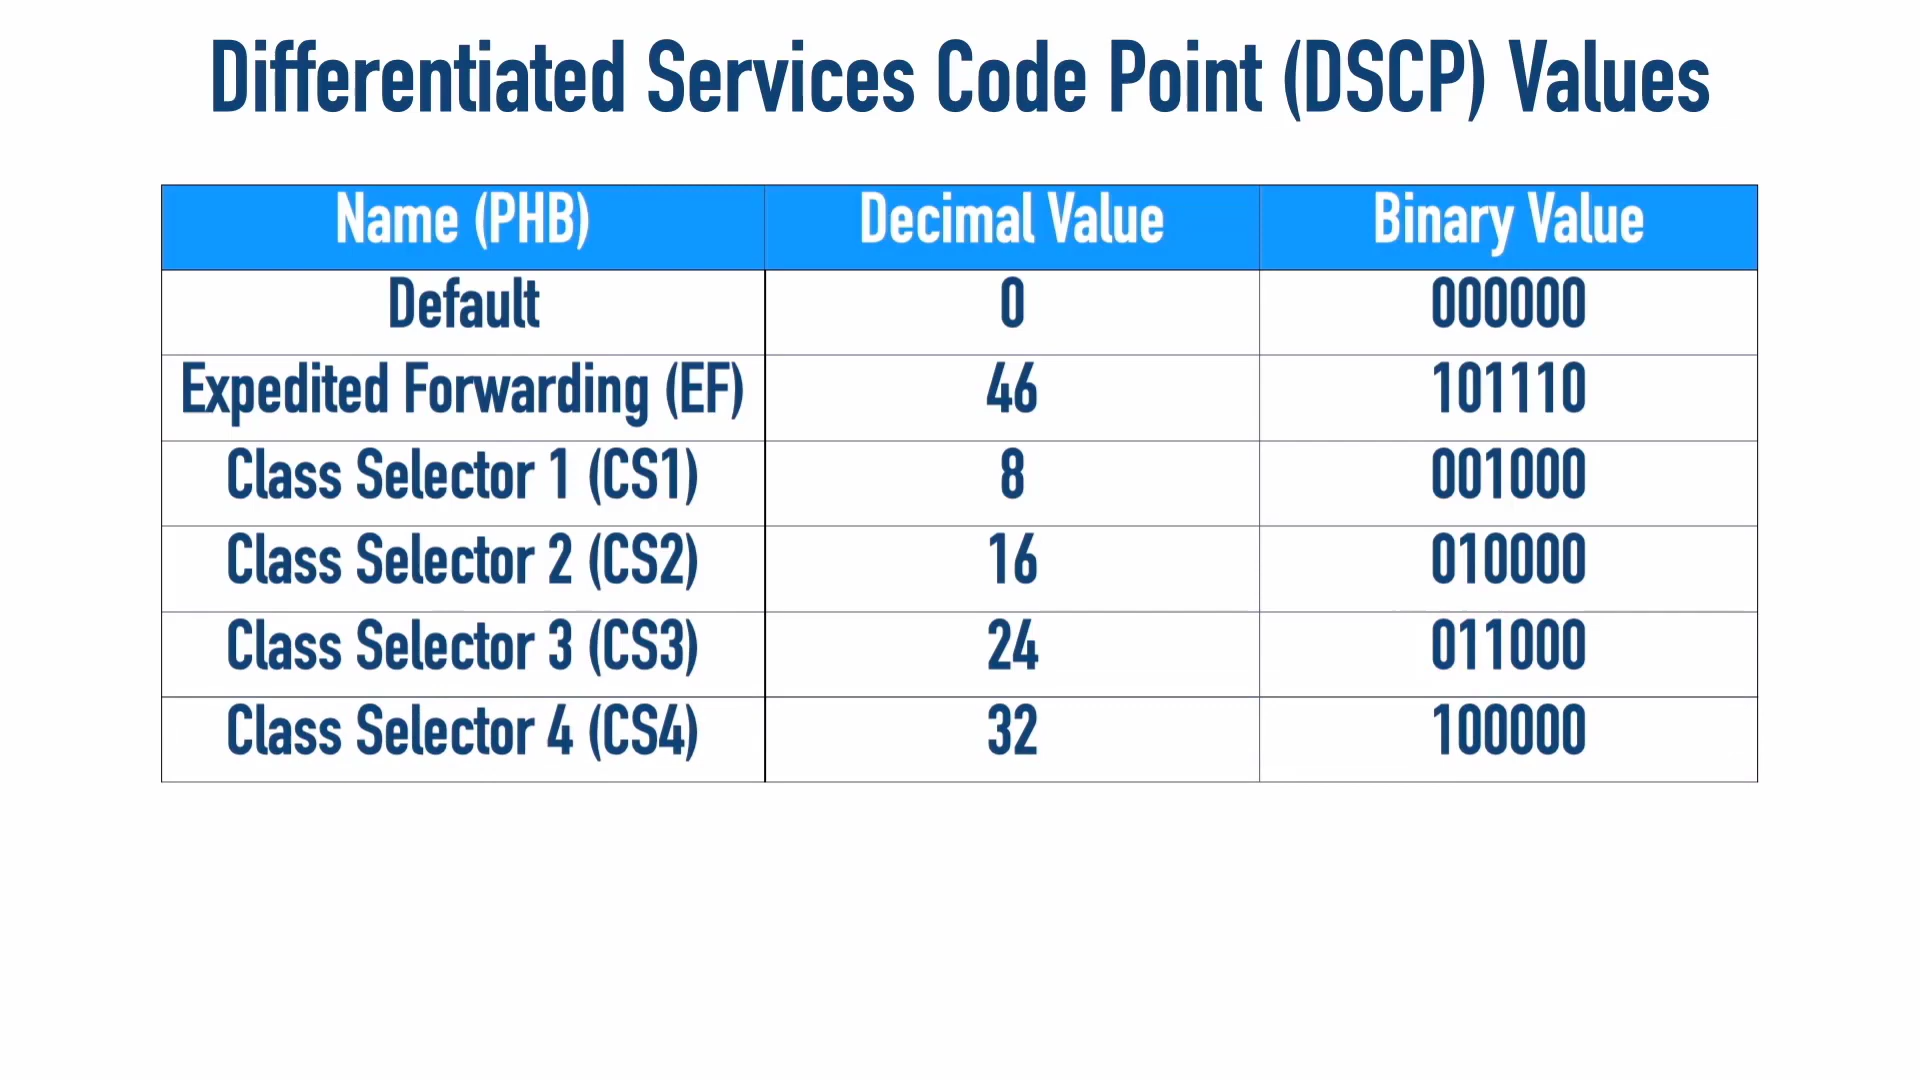 Differentiated Services Code Point (DSCP) Values
Name (PHB) Decimal Value Binary Value
Default 0 000000
Expedited Forwarding (EF) 46 101110
Class Selector 1 (CS1) 8 001000
Class Selector 2 (CS2) 16 010000
Class Selector 3 (CS3) 24 011000
Class Selector 4 (CS4) 32 100000